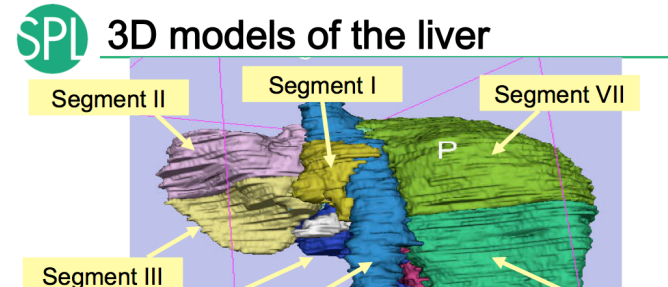 SPL
3D models of the liver
Segment I
Segment II
Segment VII
P
Segment III